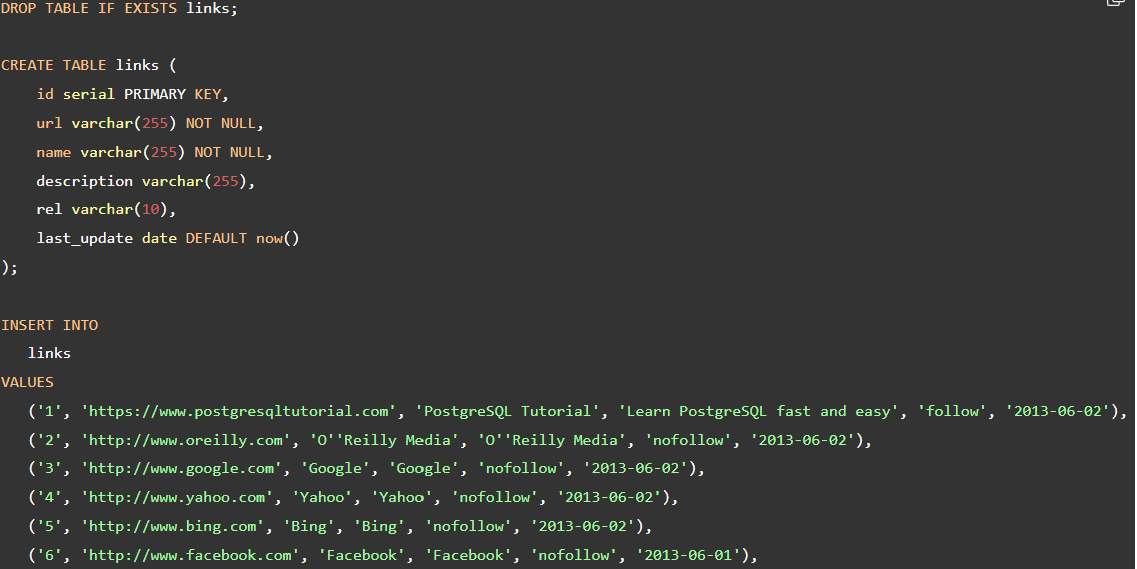 DROP TABLE IF EXISTS links;
CREATE TABLE links (
id serial PRIMARY KEY,
url varchar(255) NOT NULL,
name varchar(255) NOT NULL,
description varchar(255),
rel varchar(10),
last_update date DEFAULT now()
);
INSERT INTO
links
VALUES
('1', 'https://www.postgresqltutorial.com', 'PostgreSQL Tutorial', 'Learn PostgreSQL fast and easy', 'follow', '2013-06-02'),
('2', 'http://www.oreilly.com', 'O''Reilly Media', 'O''Reilly Media', 'nofollow', '2013-06-02'),
('3', 'http://www.google.com', 'Google', 'Google', 'nofollow', '2013-06-02'),
('4', 'http://www.yahoo.com', 'Yahoo', 'Yahoo', 'nofollow', '2013-06-02'),
('5', 'http://www.bing.com', 'Bing', 'Bing', 'nofollow', '2013-06-02'),
('6', 'http://www.facebook.com', 'Facebook', 'Facebook', 'nofollow', '2013-06-01'),